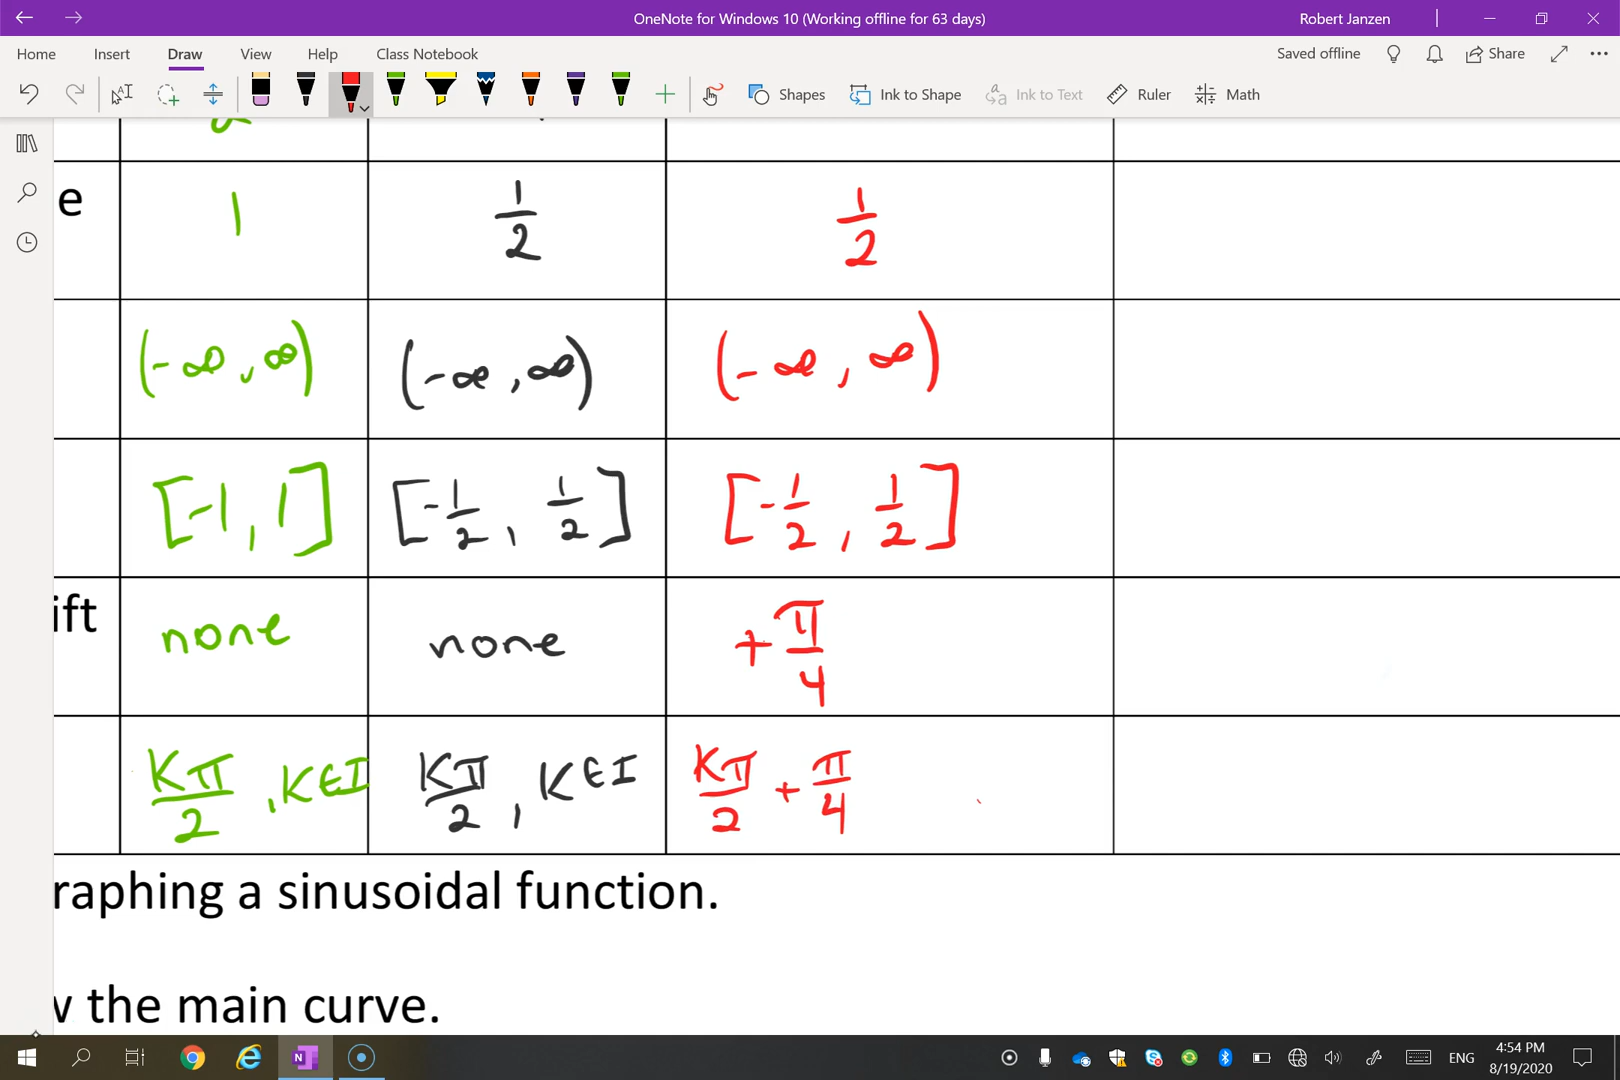 OneNote for Windows 10 (Working offline for 63 days)
Robert Janzen
Home Insert Draw View Help Class Notebook
Saved offline Share
Shapes Ink to Shape Ink to Text Ruler Math
e 1 1/2 1/2
(-∞, ∞) (-∞, ∞) (-∞, ∞)
[-1, 1] [-1/2, 1/2] [-1/2, 1/2]
ift none none +π/4
Kπ/2, K∈I Kπ/2, K∈I Kπ/2 + π/4
raphing a sinusoidal function.
w the main curve.
ENG
4:54 PM
8/19/2020